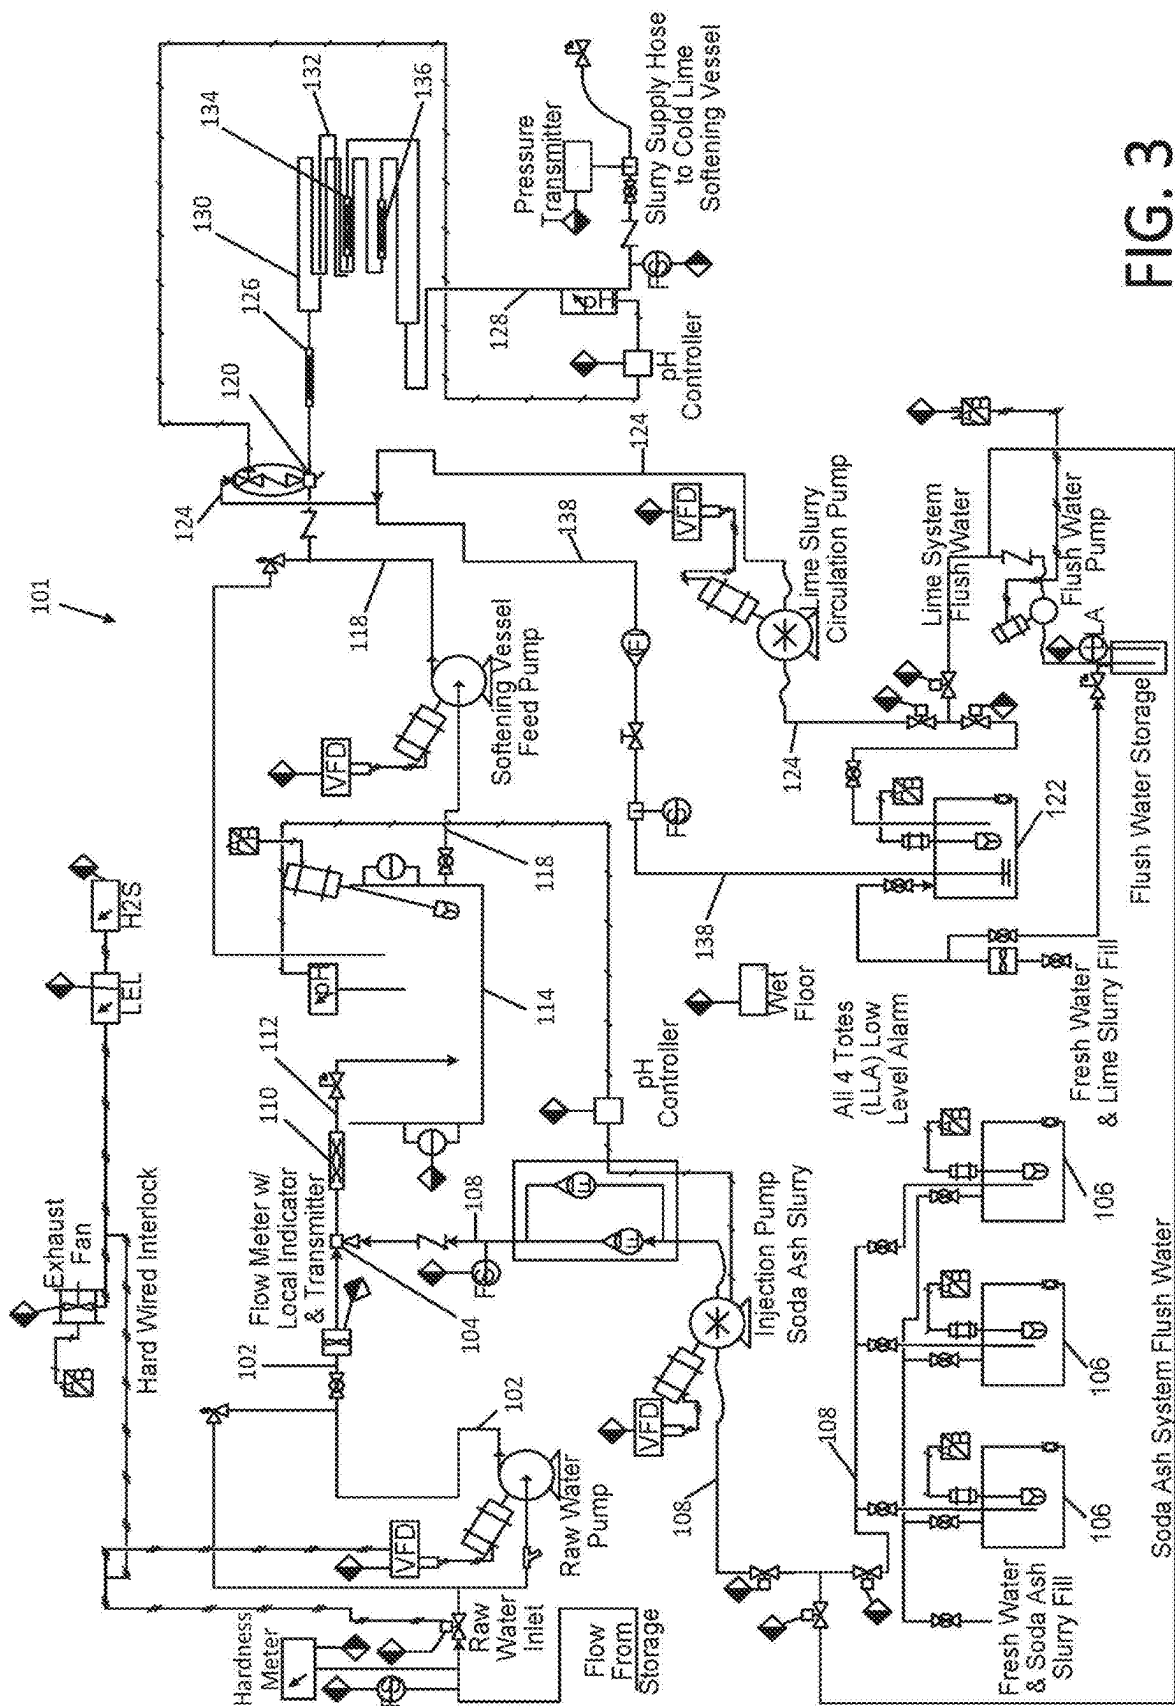 Hardness
Meter
FS
Raw
Water
Inlet
Flow
From
Storage
VFD
Raw Water
Pump
102
102
Exhaust
Fan
Hard Wired Interlock
LEL
H2S
101
Flow Meter w/
Local Indicator
& Transmitter
104
110
112
108
FS
114
pH
118
118
VFD
Softening Vessel
Feed Pump
124
120
126
130
134
132
136
128
pH
pH
Controller
FS
Pressure
Transmitter
Slurry Supply Hose
to Cold Lime
Softening Vessel
VFD
Injection Pump
Soda Ash Slurry
108
pH
Controller
Wet
Floor
138
138
FS
FI
124
VFD
Lime Slurry
Circulation Pump
124
Lime System
Flush Water
Flush Water
Pump
LA
Flush Water Storage
122
Fresh Water
& Lime Slurry Fill
All 4 Totes
(LLA) Low
Level Alarm
108
106
106
106
Fresh Water
& Soda Ash
Slurry Fill
Soda Ash System Flush Water
FIG. 3